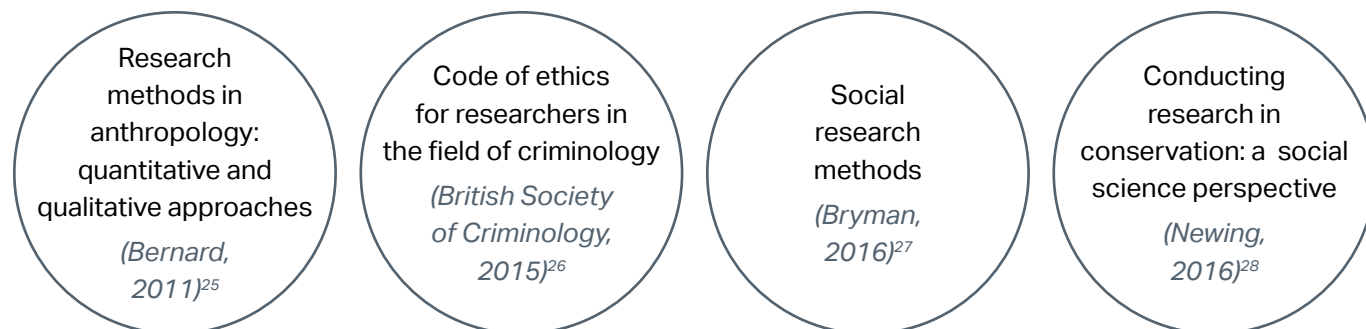 Research
methods in
anthropology:
quantitative and
qualitative approaches
(Bernard,
2011)25
Code of ethics
for researchers in
the field of criminology
(British Society
of Criminology,
2015)26
Social
research
methods
(Bryman,
2016)27
Conducting
research in
conservation: a social
science perspective
(Newing,
2016)28